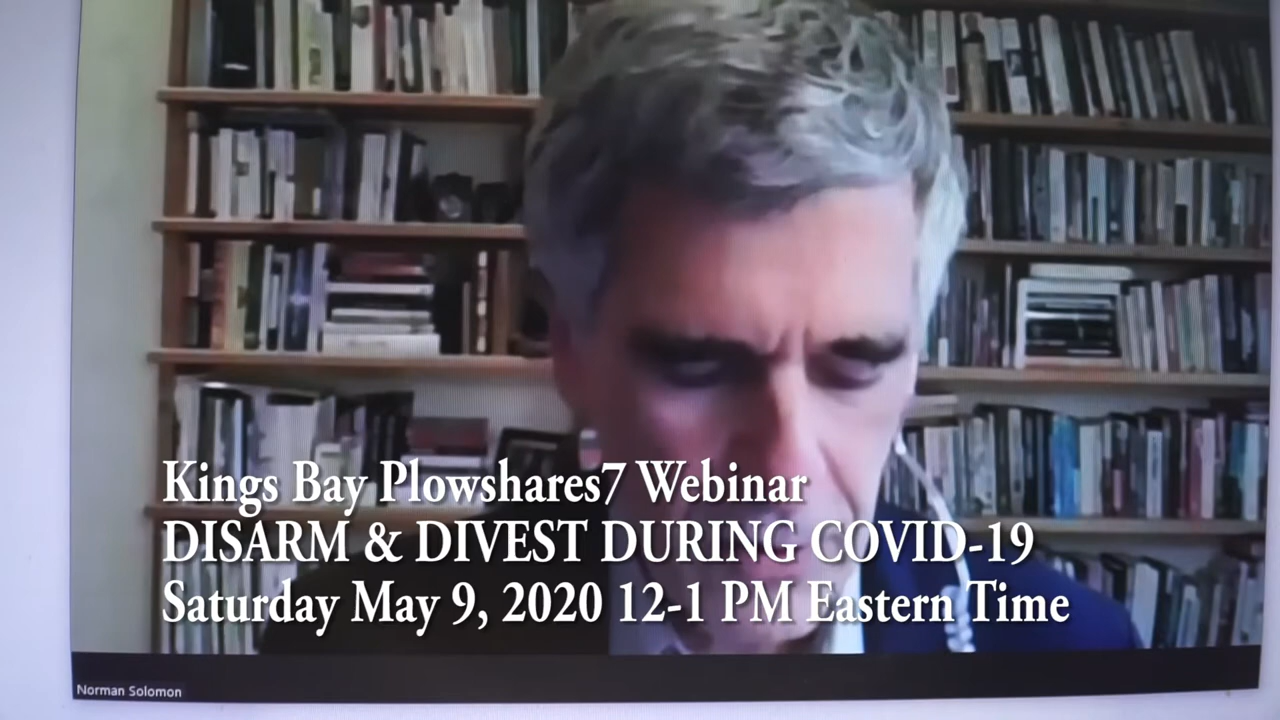 Kings Bay Plowshares7 Webinar
DISARM & DIVEST DURING COVID-19
Saturday May 9, 2020 12-1 PM Eastern Time
Norman Solomon